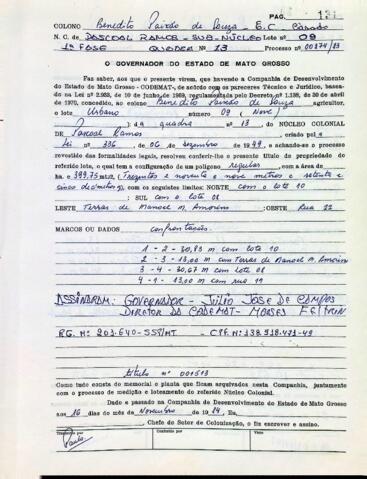 PAG. 131
COLONO Benedito Paixão de Souza - E.C. Casado
N. C. de PASCOAL RAMOS - SUB-NÚCLEO Lote nº 09
1ª FASE QUADRA Nº 13 Processo nº 00874/83
O GOVERNADOR DO ESTADO DE MATO GROSSO
Faz saber, aos que o presente virem, que havendo a Companhia de Desenvolvimento
do Estado de Mato Grosso - CODEMAT-, de acôrdo com os pareceres Técnico e Jurídico, baseado
na Lei nº 2.953, de 10 de junho de 1969, regulamentada pelo Decreto nº 1.138, de 30 de abril
de 1970, concedido, ao colono Benedito Paixão de Souza agricultor,
o lote Urbano número 09 (Nove)
da quadra nº 13, DO NÚCLEO COLONIAL
DE Pascoal Ramos criado pela
Lei nº 336, de 06 de dezembro de 1949, e achando-se o processo
revestido das formalidades legais, resolveu conferir-lhe o presente título de propriedade do
referido lote, o qual tem a configuração de um polígono regular com a área de
ha 399,75 mt2, (Trezentos e noventa e nove metros e setenta e
cinco dcímetros), com os seguintes limites: NORTE com o lote 10
; SUL com o lote 08
LESTE Terras de Manoel M. Amorim ; OESTE Rua 22
MARCOS OU DADOS confrontação.
1 - 2 - 30,83 m com lote 10
2 - 3 - 13,00 m com Terras de Manoel M. Amorim
3 - 4 - 30,67 m com lote 08
4 - 1 - 13,00 m com rua
ASSINARAM: GOVERNADOR - JÚLIO JOSÉ DE CAMPOS
DIRETOR DA CODEMAT - MOISES FELTRIN
RG. Nº 203.640-SSP/MT - CPF. Nº 138.518.471-49
título nº 001513
Como tudo consta do memorial e planta que ficam arquivados nesta Companhia, juntamente
com o processo de medição e loteamento do referido Núcleo Colonial.
Dado e passado na Companhia de Desenvolvimento do Estado de Mato Grosso
aos 16 dias do mês de Novembro de 1984, Eu,
, Chefe do Setor de Colonização, o fiz escrever e assino.
Conferido por Visto
Paulo